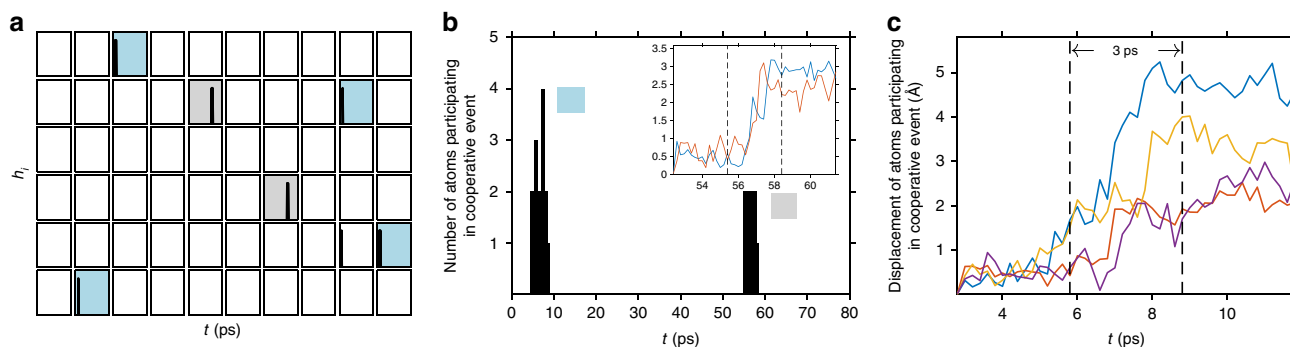 a
h_i
t (ps)
b
Number of atoms participating
in cooperative event
5
4
3
2
1
0 10 20 30 40 50 60 70 80
t (ps)
3.5
3
2.5
2
1.5
1
0.5
0
54 56 58 60
c
Displacement of atoms participating
in cooperative event (Å)
3 ps
5
4
3
2
1
0
4 6 8 10
t (ps)